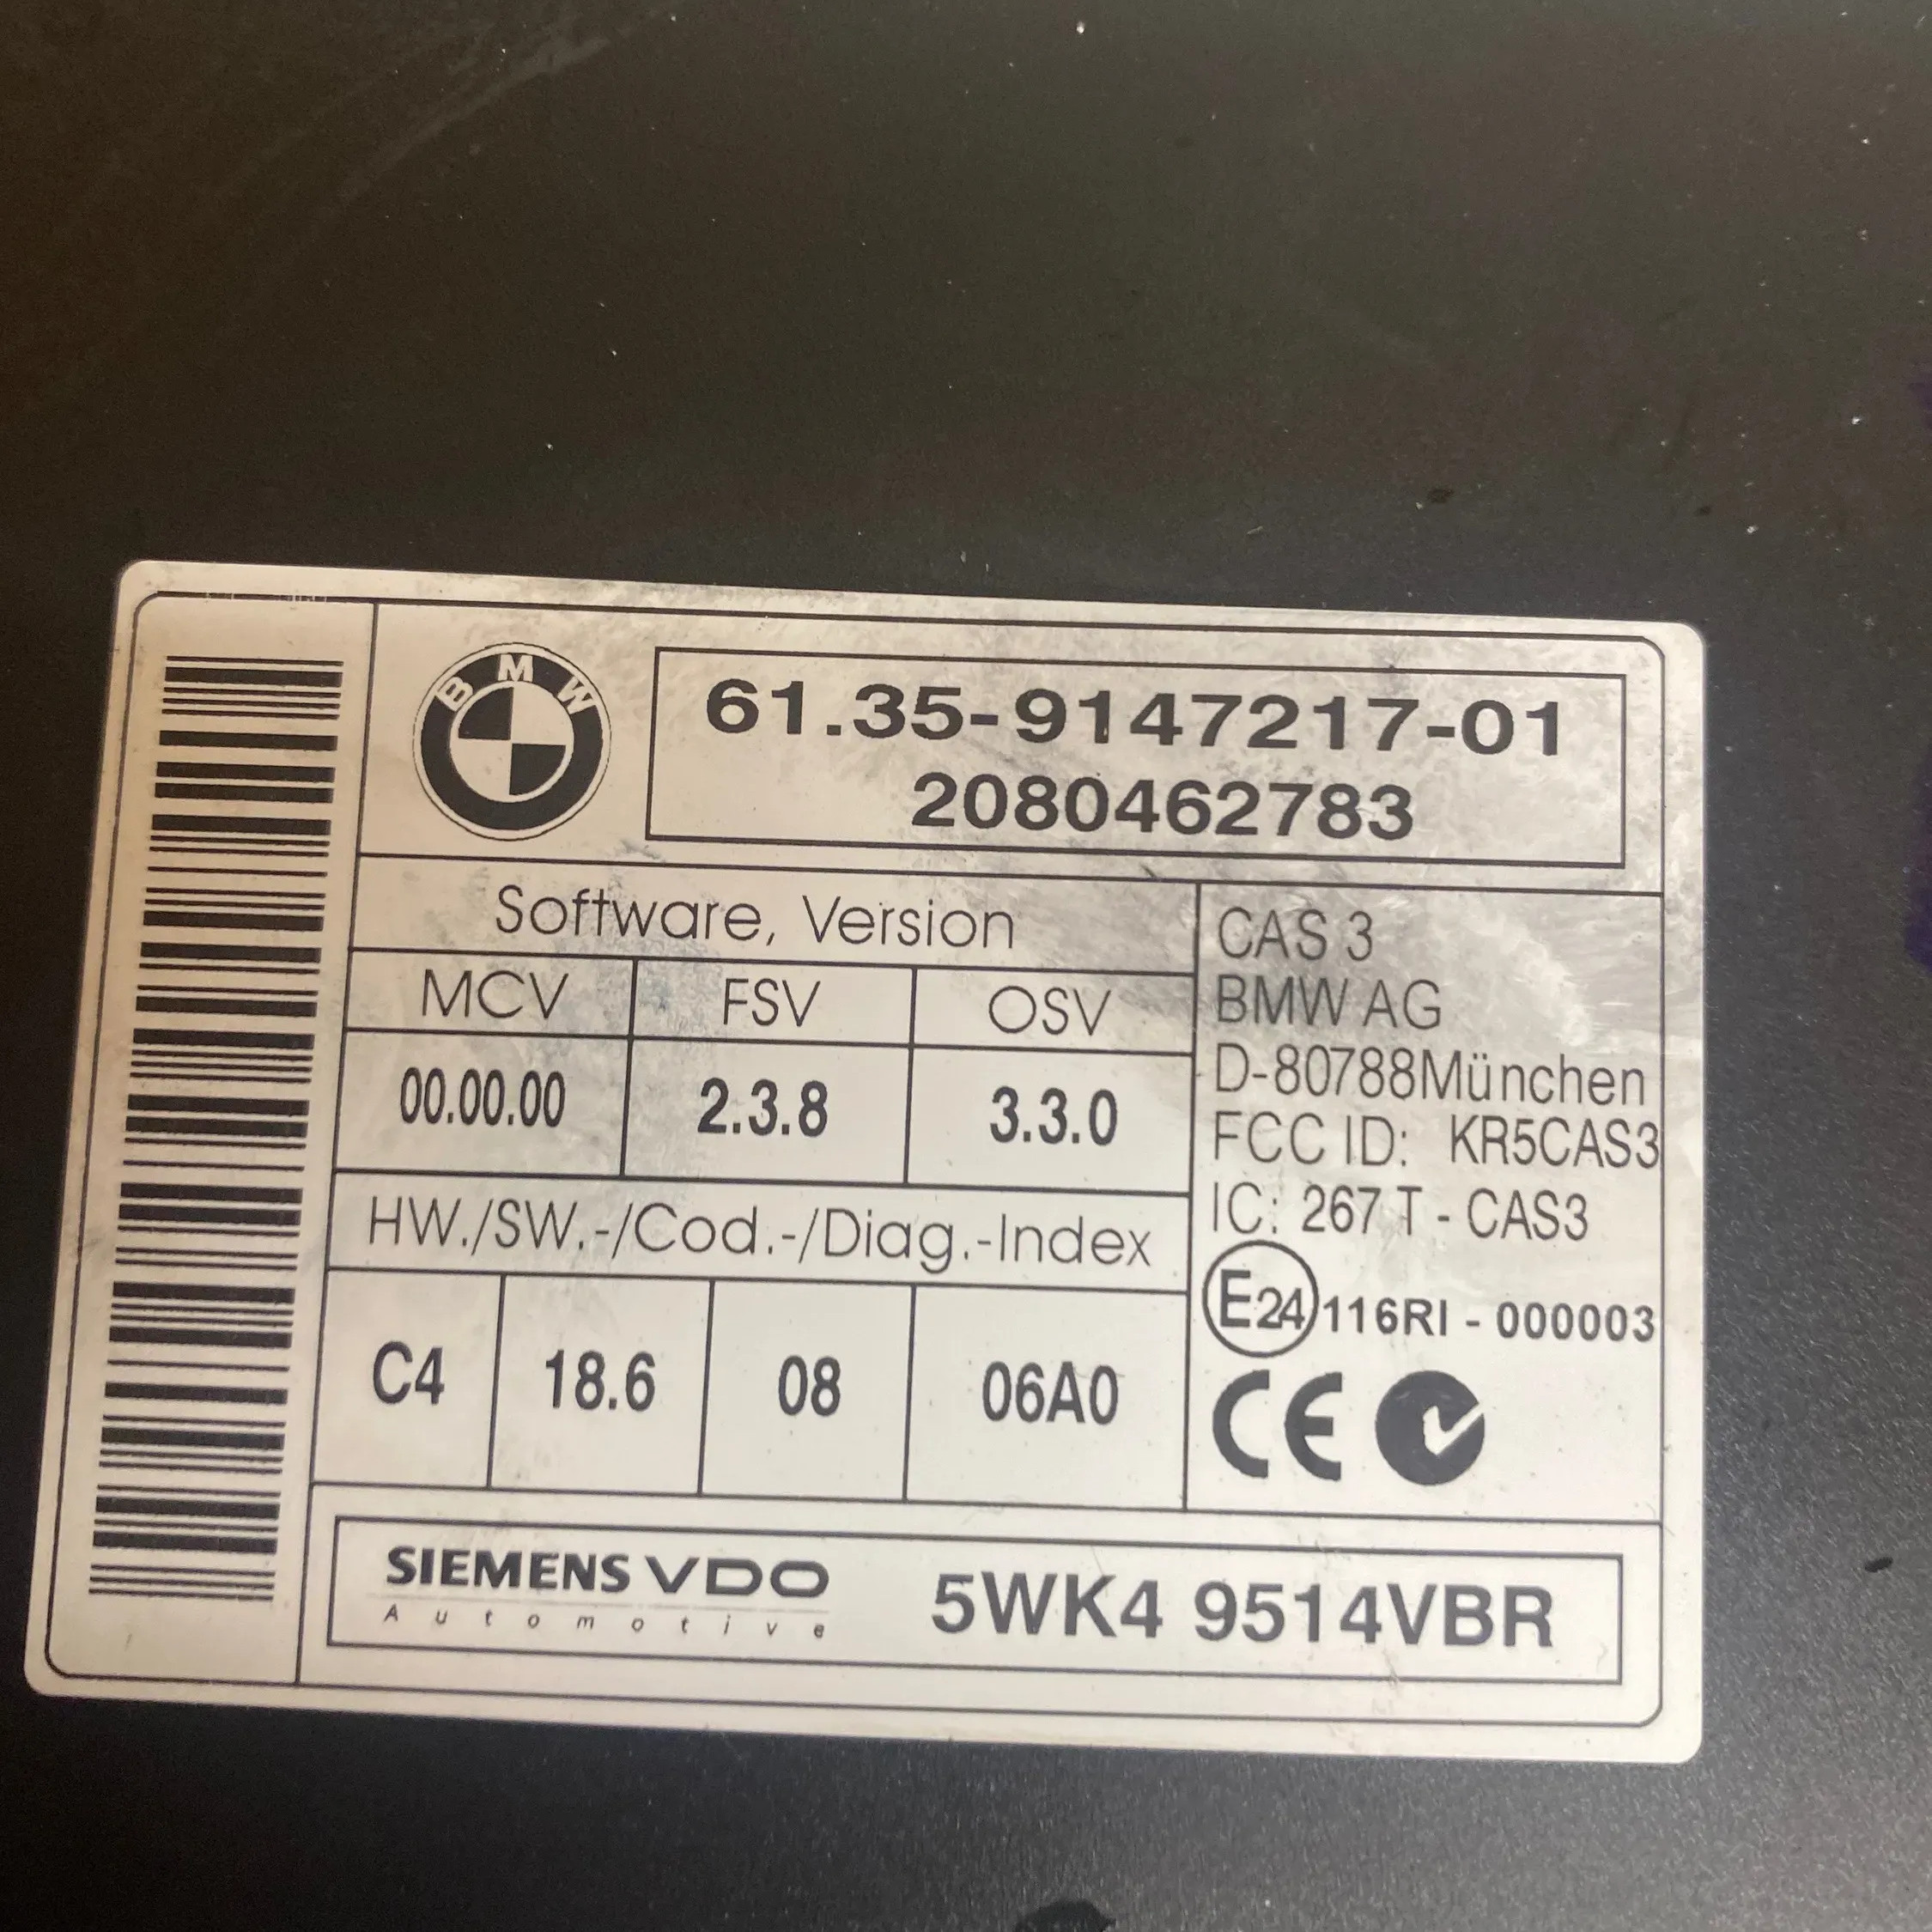 BMW
61.35-9147217-01
2080462783
Software, Version
MCV FSV OSV
00.00.00 2.3.8 3.3.0
HW./SW.-/Cod.-/Diag.-Index
C4 18.6 08 06A0
CAS 3
BMW AG
D-80788München
FCC ID: KR5CAS3
IC: 267 T - CAS3
E24 116RI - 000003
CE
SIEMENS VDO
Automotive
5WK4 9514VBR